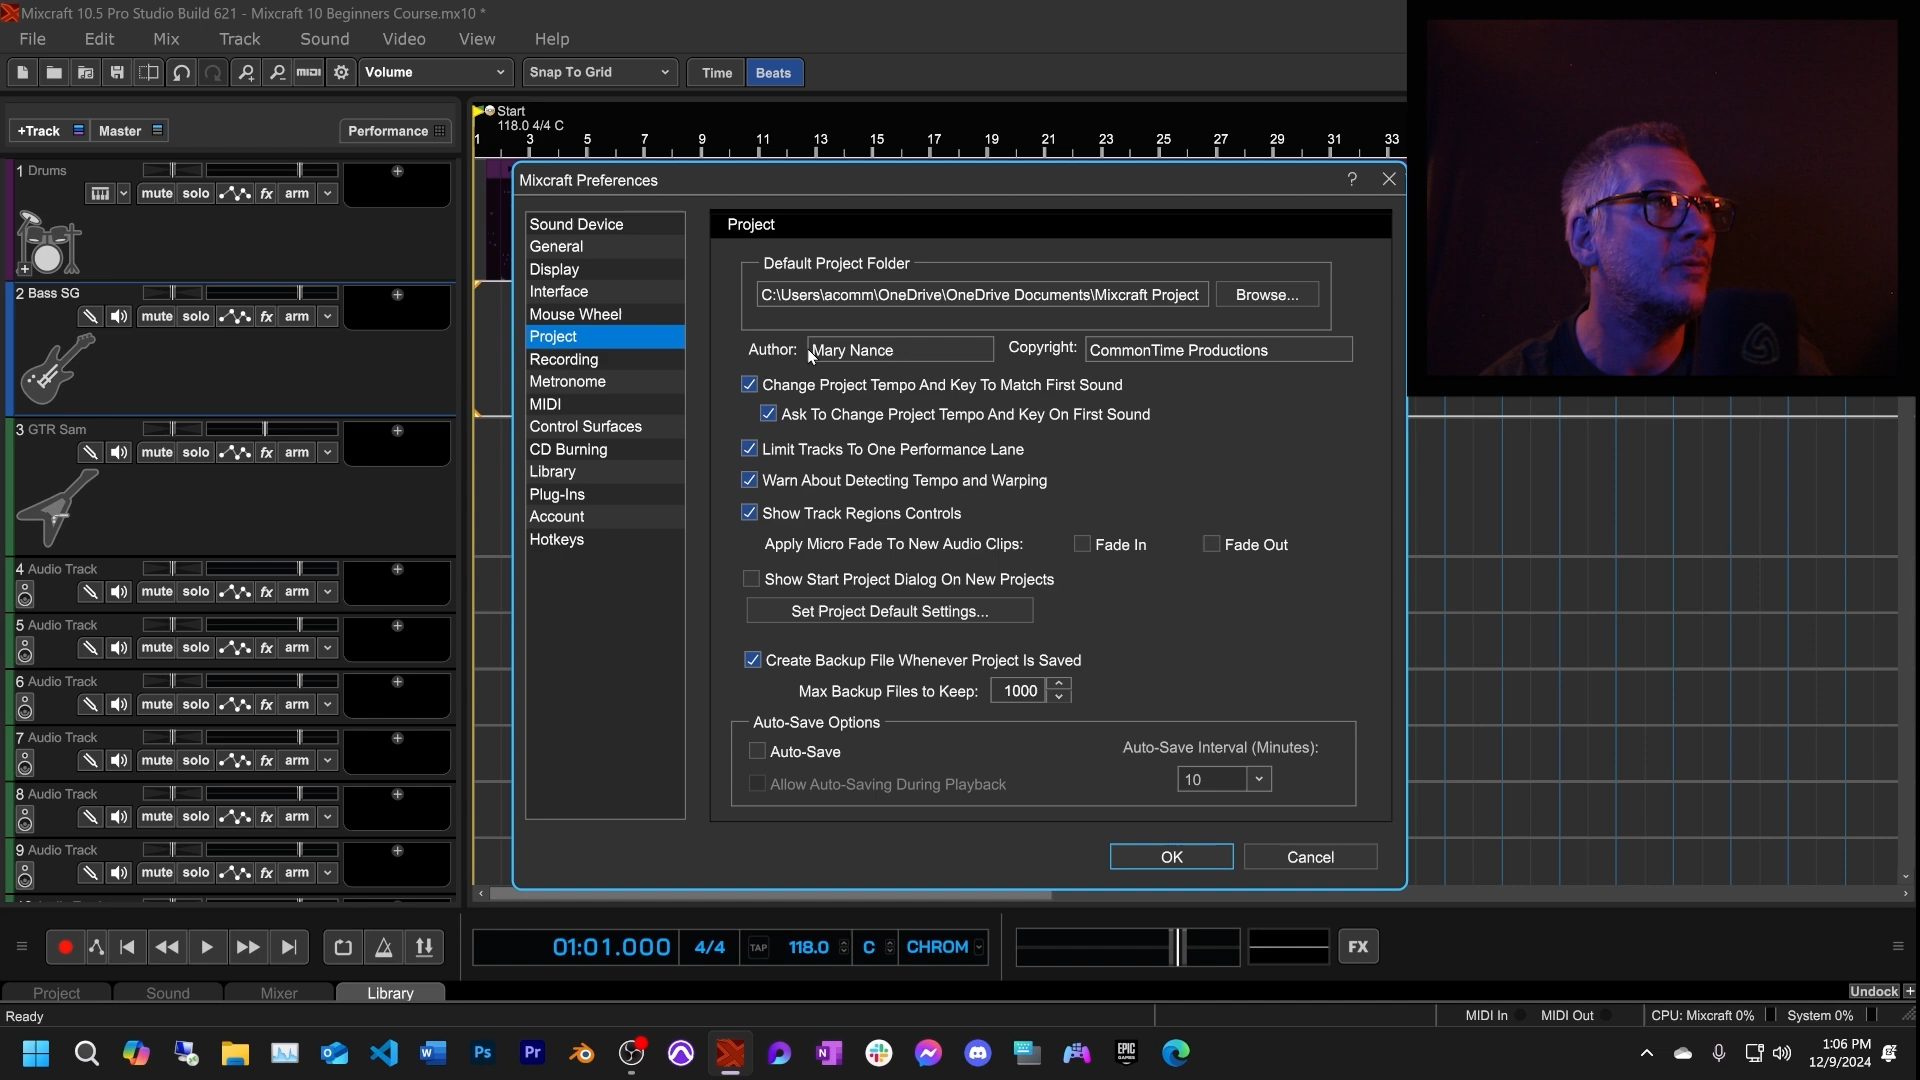 Mixcraft 10.5 Pro Studio Build 621 - Mixcraft 10 Beginners Course.mx10 *
File Edit Mix Track Sound Video View Help
MIDI Volume Snap To Grid Time Beats
Start
118.0 4/4 C
+Track Master Performance
1 3 5 7 9 11 13 15 17 19 21 23 25 27 29 31 33
1 Drums
mute solo fx arm
2 Bass SG
mute solo fx arm
3 GTR Sam
mute solo fx arm
4 Audio Track
mute solo fx arm
5 Audio Track
mute solo fx arm
6 Audio Track
mute solo fx arm
7 Audio Track
mute solo fx arm
8 Audio Track
mute solo fx arm
9 Audio Track
mute solo fx arm
Mixcraft Preferences ?
Sound Device
General
Display
Interface
Mouse Wheel
Project
Recording
Metronome
MIDI
Control Surfaces
CD Burning
Library
Plug-Ins
Account
Hotkeys
Project
Default Project Folder
C:\Users\acomm\OneDrive\OneDrive Documents\Mixcraft Project Browse...
Author: Mary Nance Copyright: CommonTime Productions
Change Project Tempo And Key To Match First Sound
Ask To Change Project Tempo And Key On First Sound
Limit Tracks To One Performance Lane
Warn About Detecting Tempo and Warping
Show Track Regions Controls
Apply Micro Fade To New Audio Clips: Fade In Fade Out
Show Start Project Dialog On New Projects
Set Project Default Settings...
Create Backup File Whenever Project Is Saved
Max Backup Files to Keep: 1000
Auto-Save Options
Auto-Save Auto-Save Interval (Minutes):
Allow Auto-Saving During Playback 10
OK Cancel
01:01.000 4/4 TAP 118.0 C CHROM FX
Project Sound Mixer Library Undock +
Ready MIDI In MIDI Out CPU: Mixcraft 0% System 0%
Ps Pr N EPIC GAMES 1:06 PM
12/9/2024